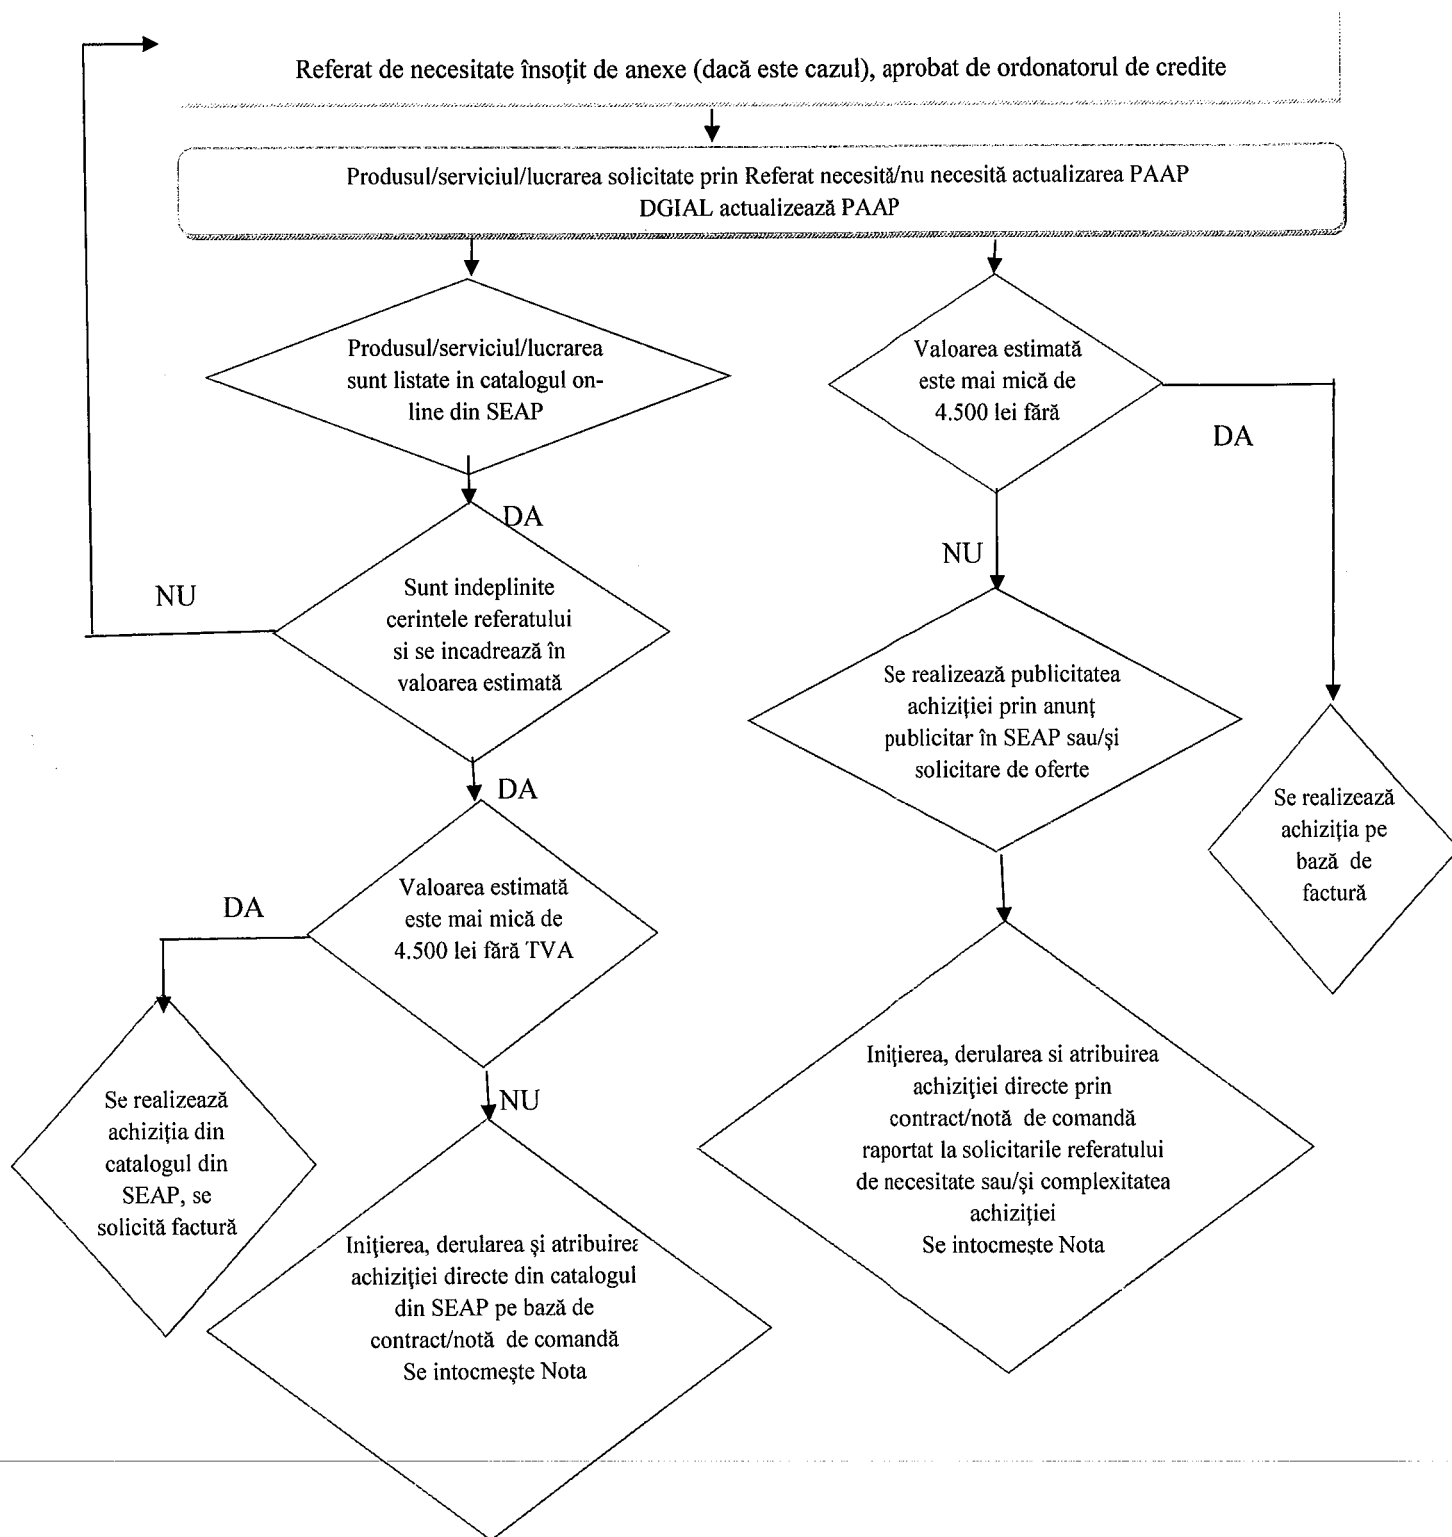 Referat de necesitate însoțit de anexe (dacă este cazul), aprobat de ordonatorul de credite
Produsul/serviciul/lucrarea solicitate prin Referat necesită/nu necesită actualizarea PAAP
DGIAL actualizează PAAP
Produsul/serviciul/lucrarea
sunt listate in catalogul on-
line din SEAP
Valoarea estimată
este mai mică de
4.500 lei fără
DA
DA
NU
NU
Sunt indeplinite
cerintele referatului
si se incadrează în
valoarea estimată
Se realizează publicitatea
achiziției prin anunț
publicitar în SEAP sau/și
solicitare de oferte
DA
Se realizează
achiziția pe
bază de
factură
Valoarea estimată
este mai mică de
4.500 lei fără TVA
DA
NU
Se realizează
achiziția din
catalogul din
SEAP, se
solicită factură
Inițierea, derularea si atribuirea
achiziției directe prin
contract/notă de comandă
raportat la solicitarile referatului
de necesitate sau/și complexitatea
achiziției
Se intocmește Nota
Inițierea, derularea și atribuirea
achiziției directe din catalogul
din SEAP pe bază de
contract/notă de comandă
Se intocmește Nota